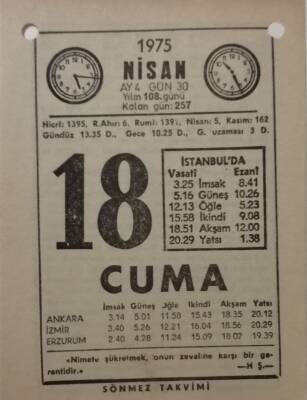 1975
NİSAN
AY 4 GÜN 30
Yılın 108. günü
Kalan gün: 257
Hicri: 1395, R.Ahır: 6, Rumi: 1391, Nisan: 5, Kasım: 162
Gündüz 13.35 D., Gece 10.25 D., G. uzaması 3 D.
18
İSTANBUL'DA
Vasati Ezanî
3.25 İmsak 8.41
5.16 Güneş 10.26
12.13 Öğle 5.23
15.58 İkindi 9.08
18.51 Akşam 12.00
20.29 Yatsı 1.38
CUMA
İmsak Güneş Öğle İkindi Akşam Yatsı
ANKARA 3.14 5.01 11.58 15.43 18.35 20.12
İZMİR 3.40 5.26 12.21 16.04 18.56 20.29
ERZURUM 2.40 4.28 11.24 15.09 18.02 19.39
«Nimete şükretmek, onun zevaline karşı bir ga-
rantidir.» —H Ş.—
SÖNMEZ TAKVİMİ